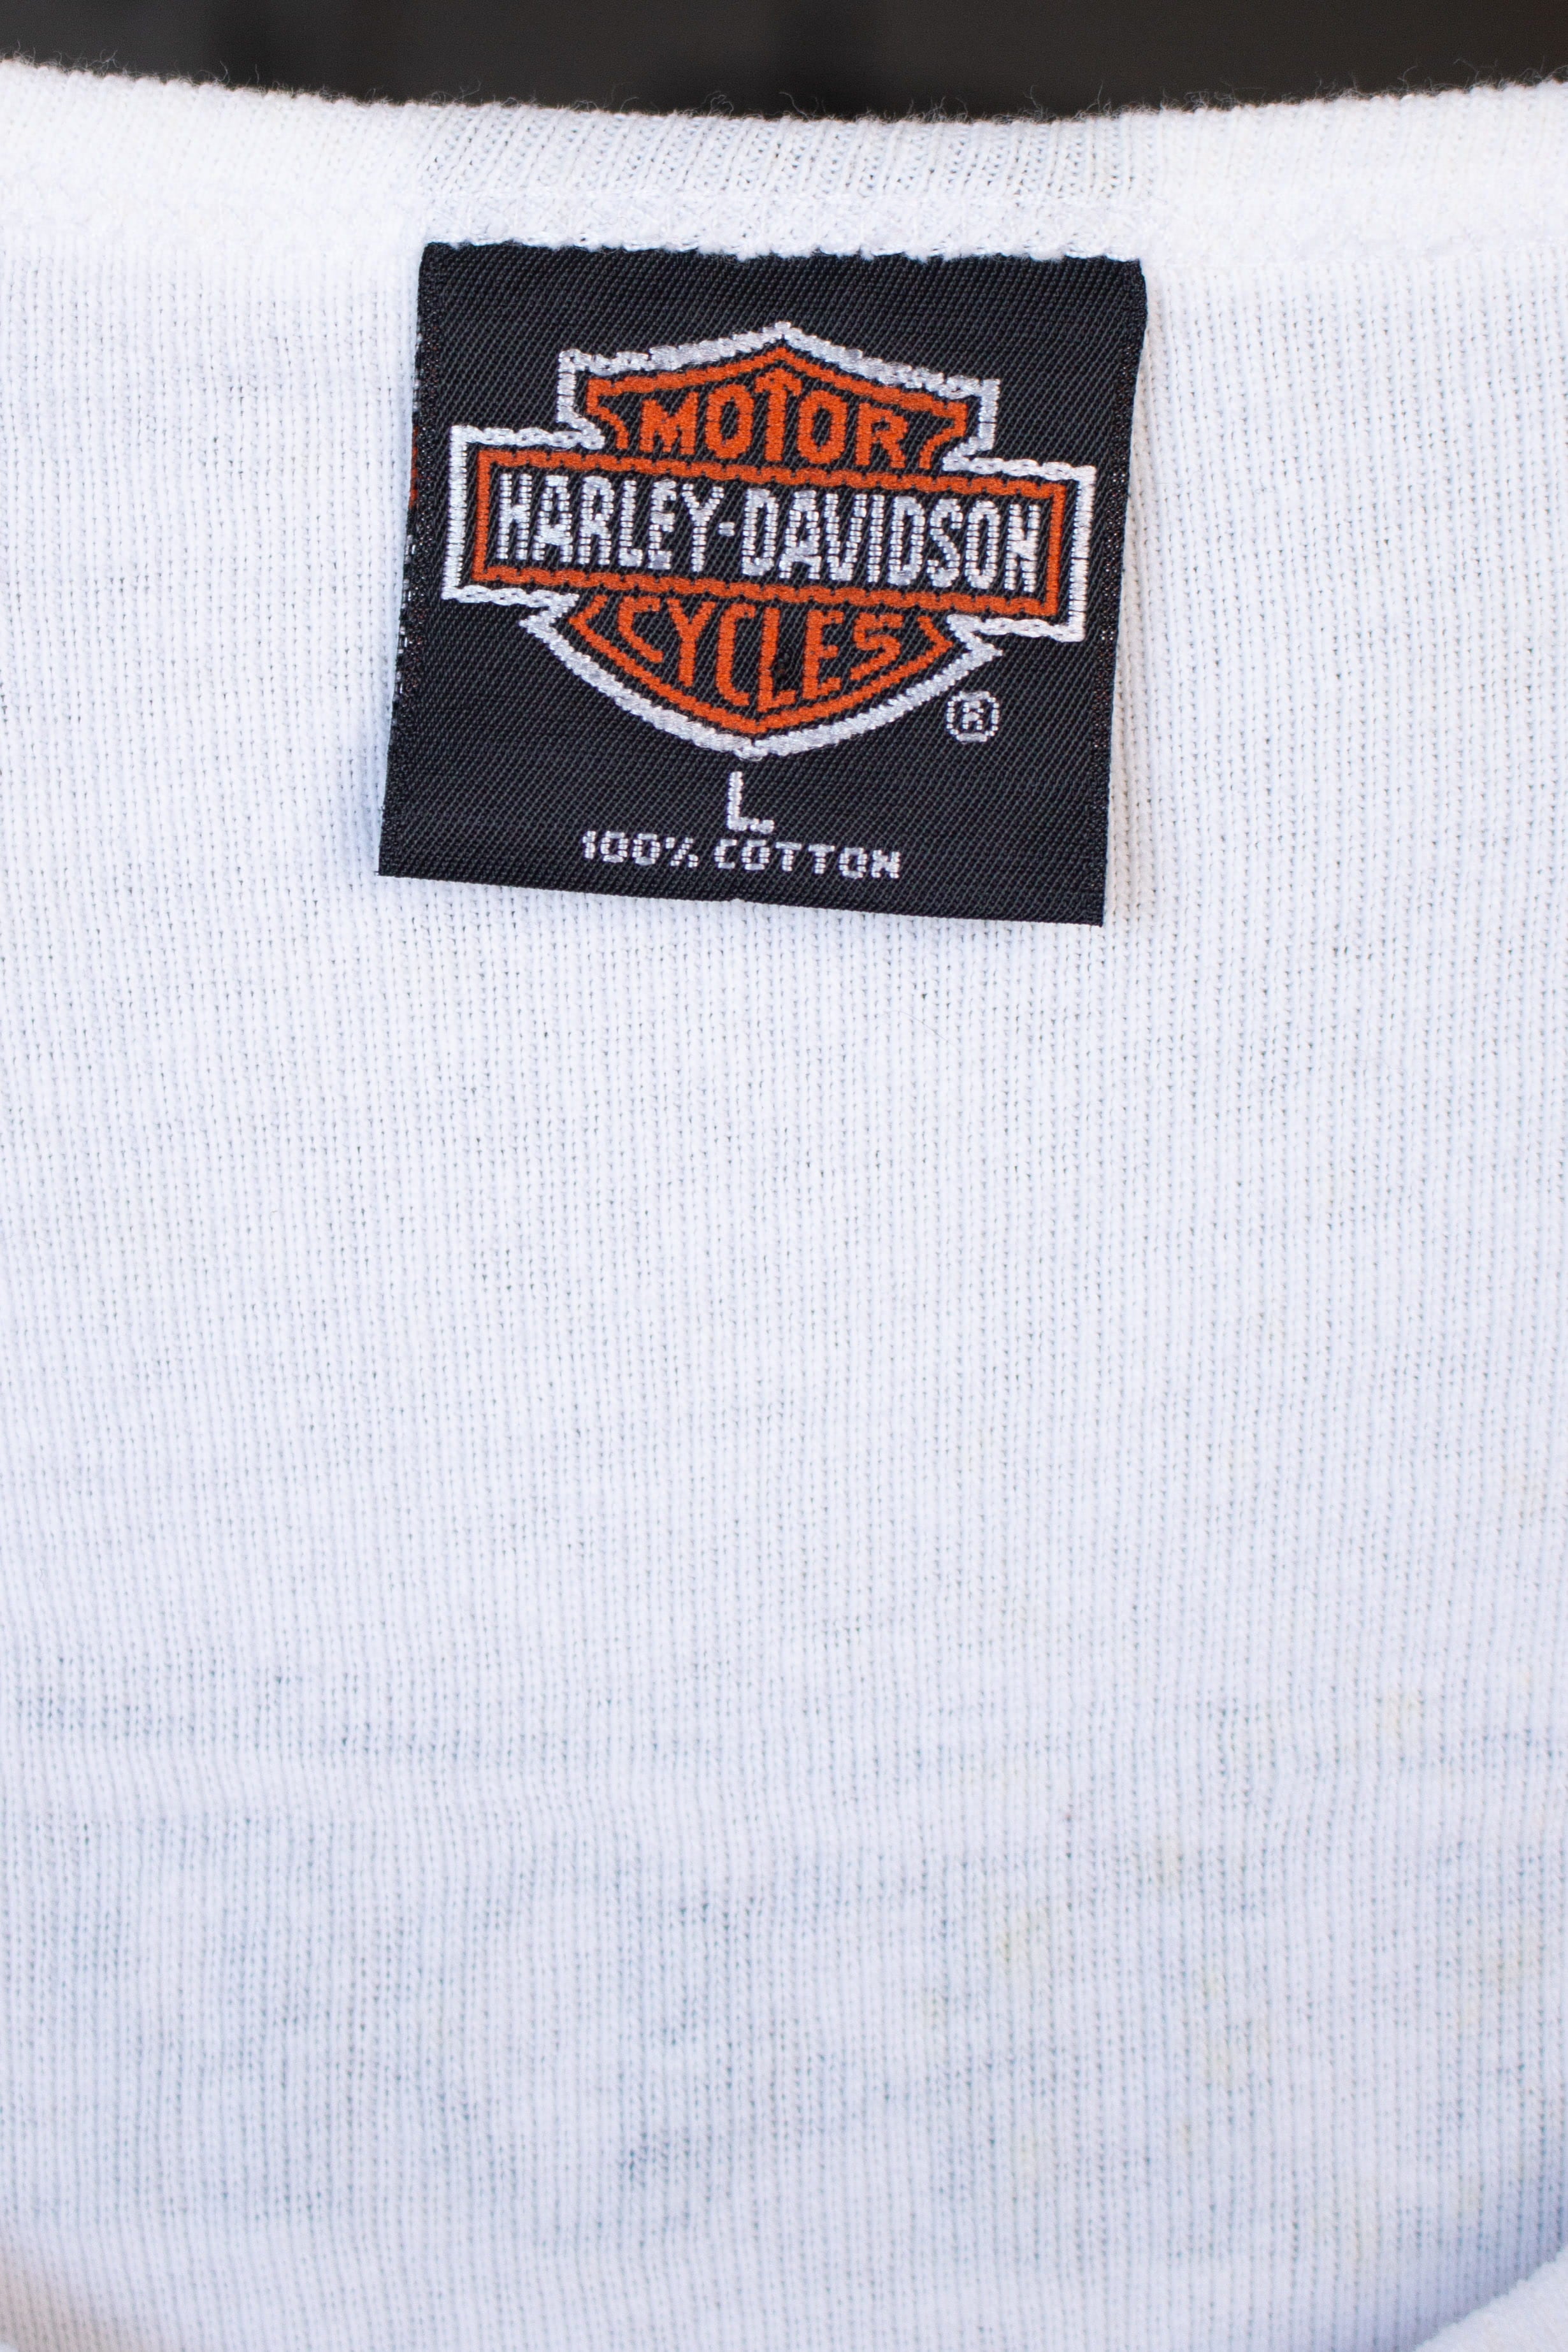 MOTOR
HARLEY-DAVIDSON
CYCLES
®
L
100% COTTON